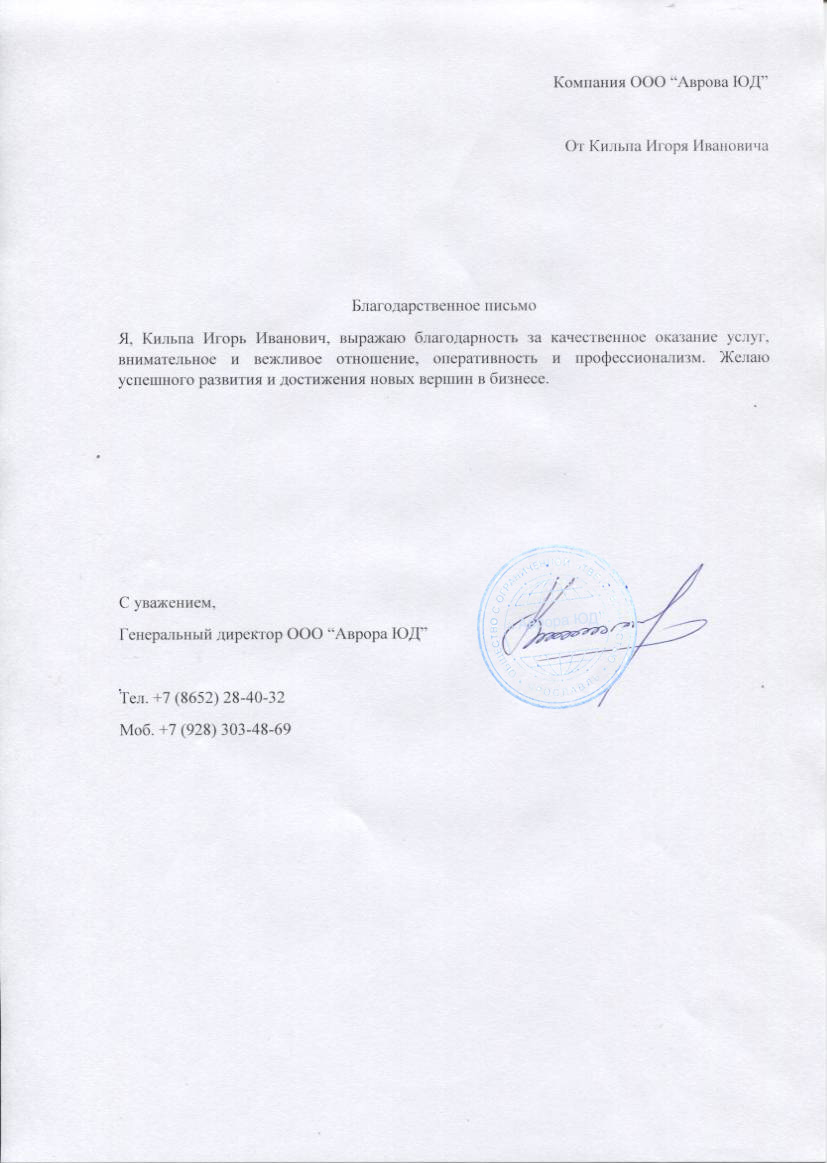 Компания ООО “Аврова ЮД”
От Кильпа Игоря Ивановича
Благодарственное письмо
Я, Кильпа Игорь Иванович, выражаю благодарность за качественное оказание услуг,
внимательное и вежливое отношение, оперативность и профессионализм. Желаю
успешного развития и достижения новых вершин в бизнесе.
С уважением,
Генеральный директор ООО “Аврора ЮД”
Тел. +7 (8652) 28-40-32
Моб. +7 (928) 303-48-69
ОБЩЕСТВО С ОГРАНИЧЕННОЙ
Аврора ЮД"